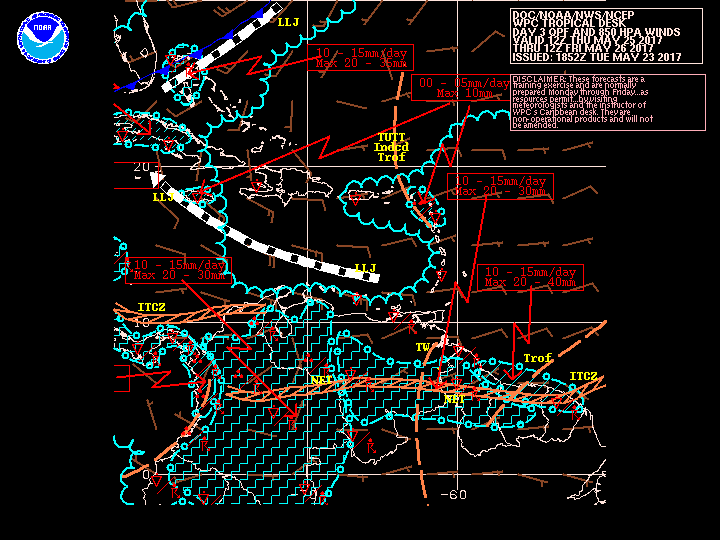 NOAA
DOC/NOAA/NWS/NCEP
WPC TROPICAL DESK
DAY 3 QPF AND 850 HPA WINDS
VALID 12Z THU MAY 25 2017
THRU 12Z FRI MAY 26 2017
ISSUED: 1852Z TUE MAY 23 2017
DISCLAIMER: These forecasts are a
training exercise and are normally
prepared Monday through Friday...as
resources permit...by visiting
meteorologists and the instructor of
WPC's Caribbean desk. They are
non-operational products and will not
be amended.
LLJ
10 - 15mm/day
Max 20 - 35mm
00 - 05mm/day
Max 10mm
TUTT
Indcd
Trof
20
10 - 15mm/day
Max 20 - 30mm
LLJ
LLJ
10 - 15mm/day
Max 20 - 30mm
10 - 15mm/day
Max 20 - 40mm
ITCZ
10
TW
Trof
NET
ITCZ
NET
0
-70
-60